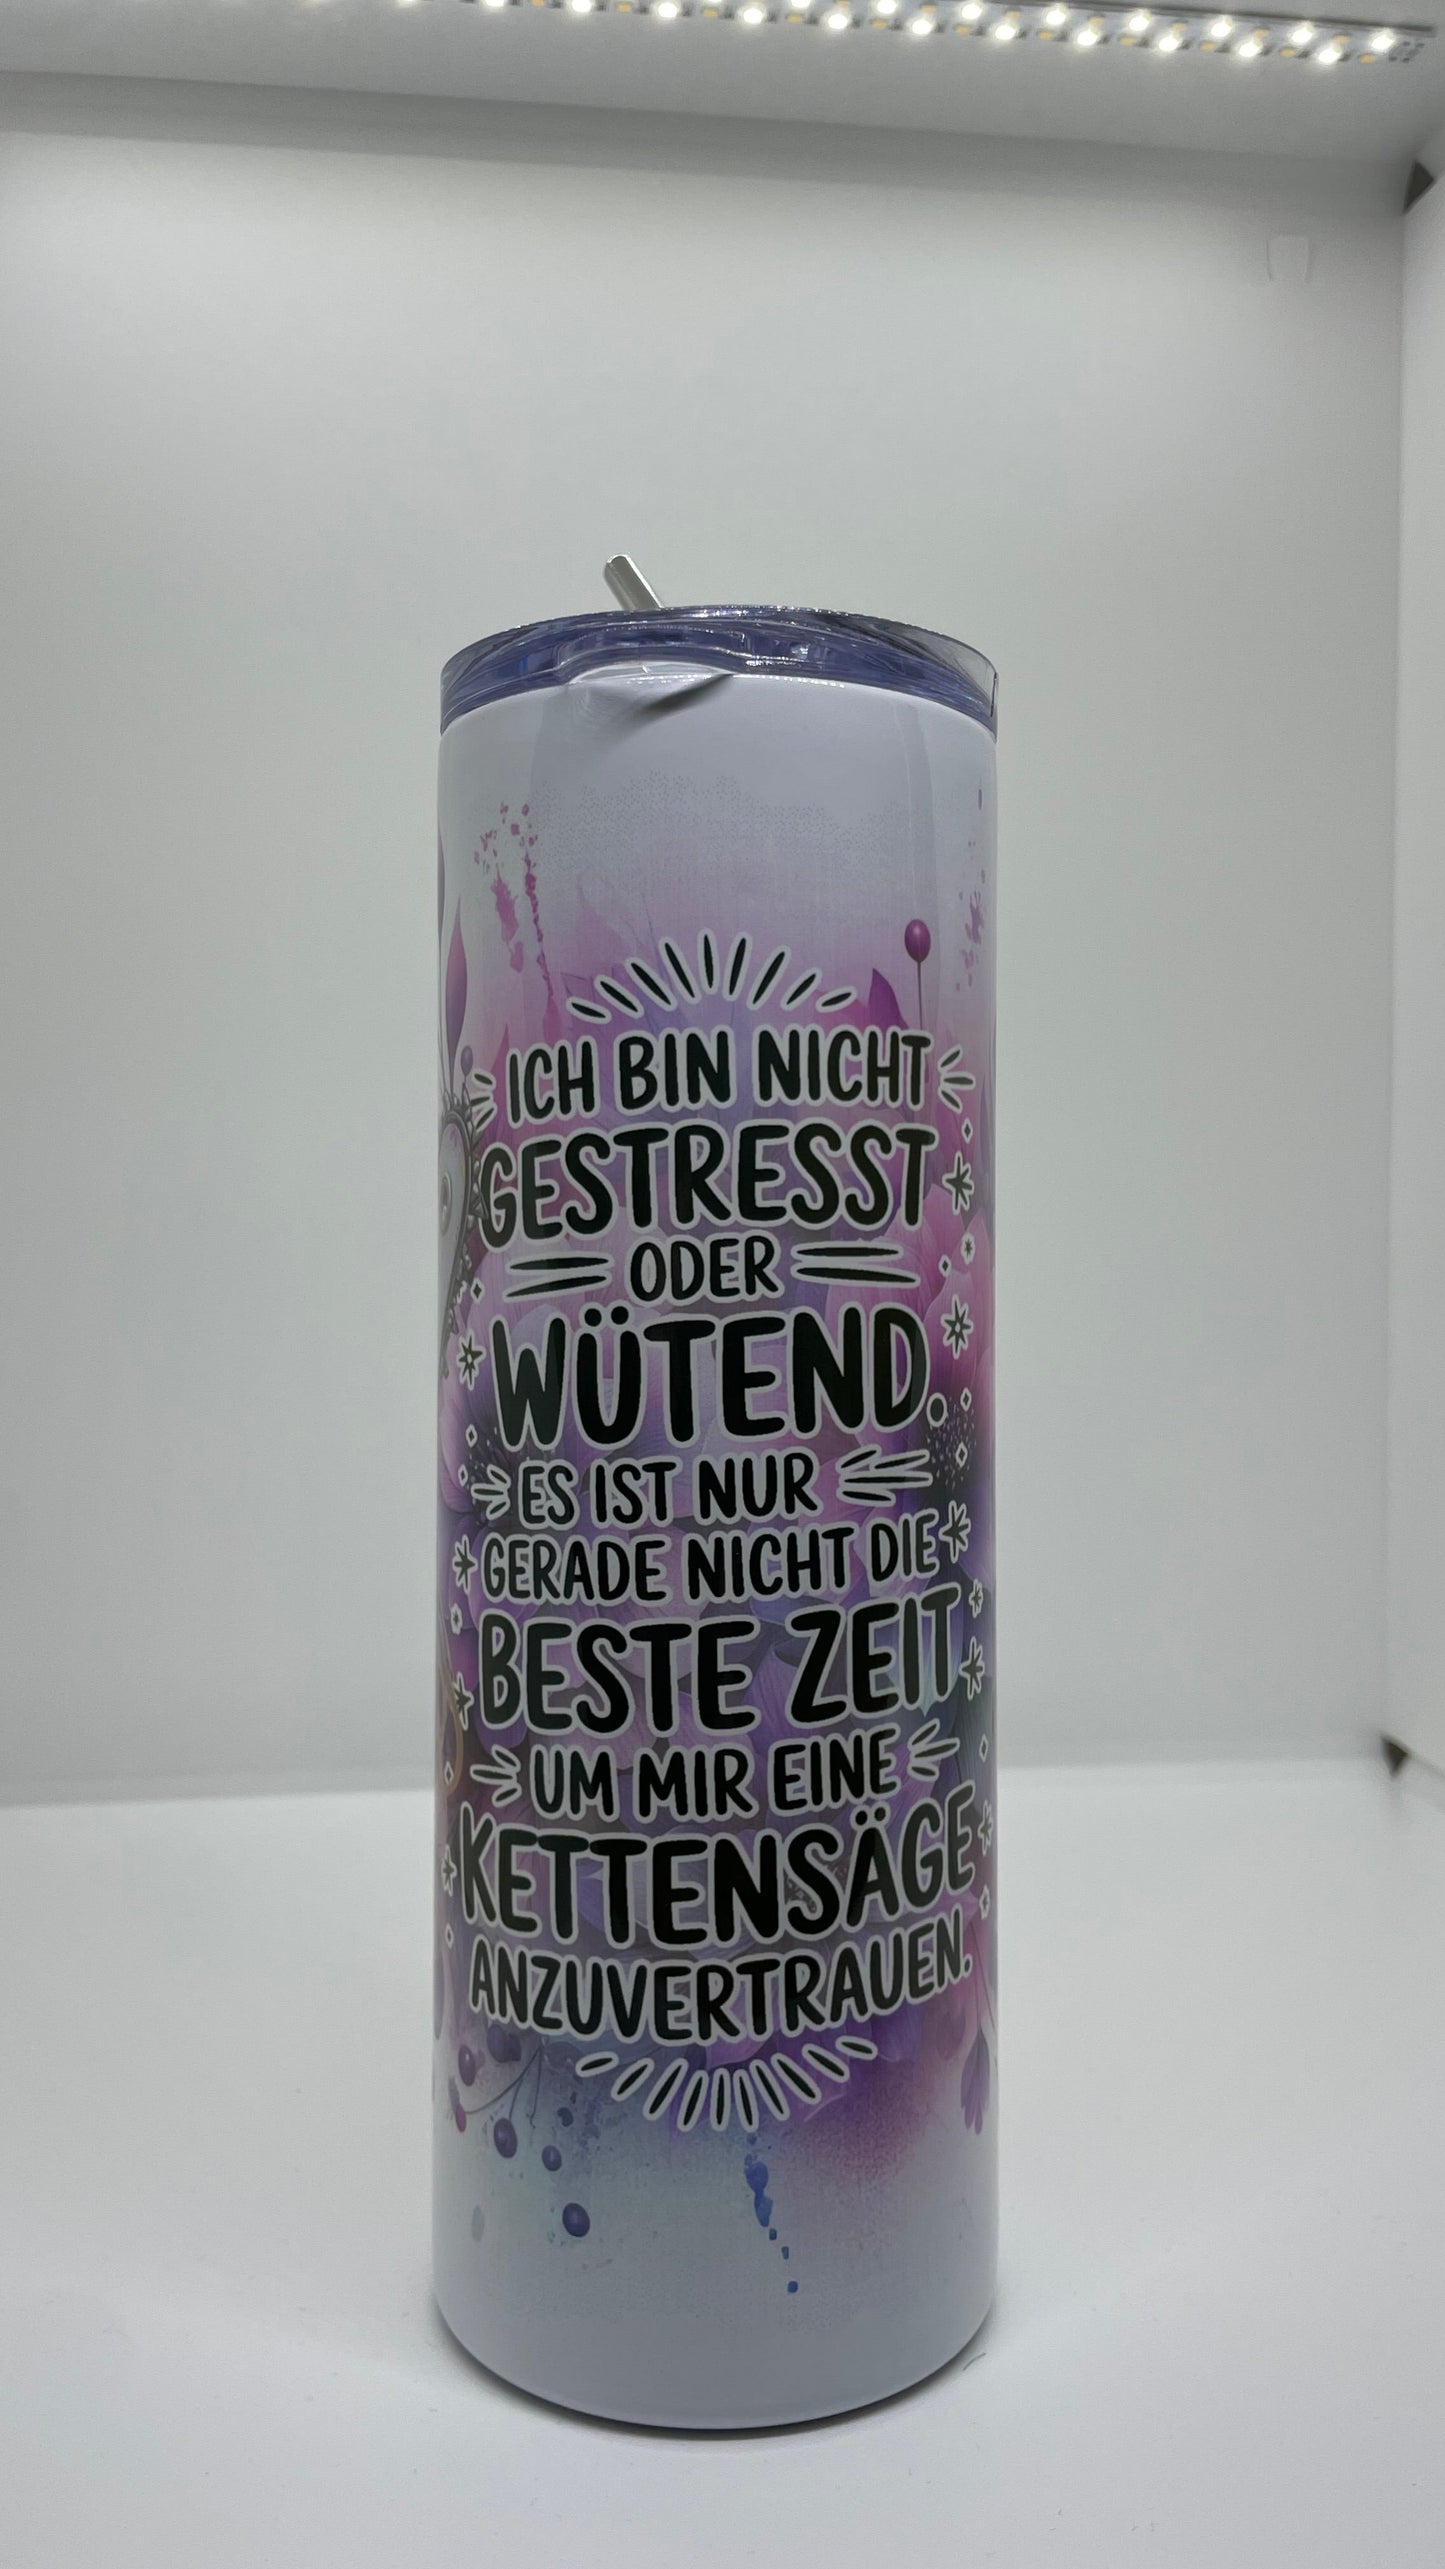 ICH BIN NICHT
GESTRESST
ODER
WÜTEND.
ES IST NUR
GERADE NICHT DIE
BESTE ZEIT
UM MIR EINE
KETTENSÄGE
ANZUVERTRAUEN.